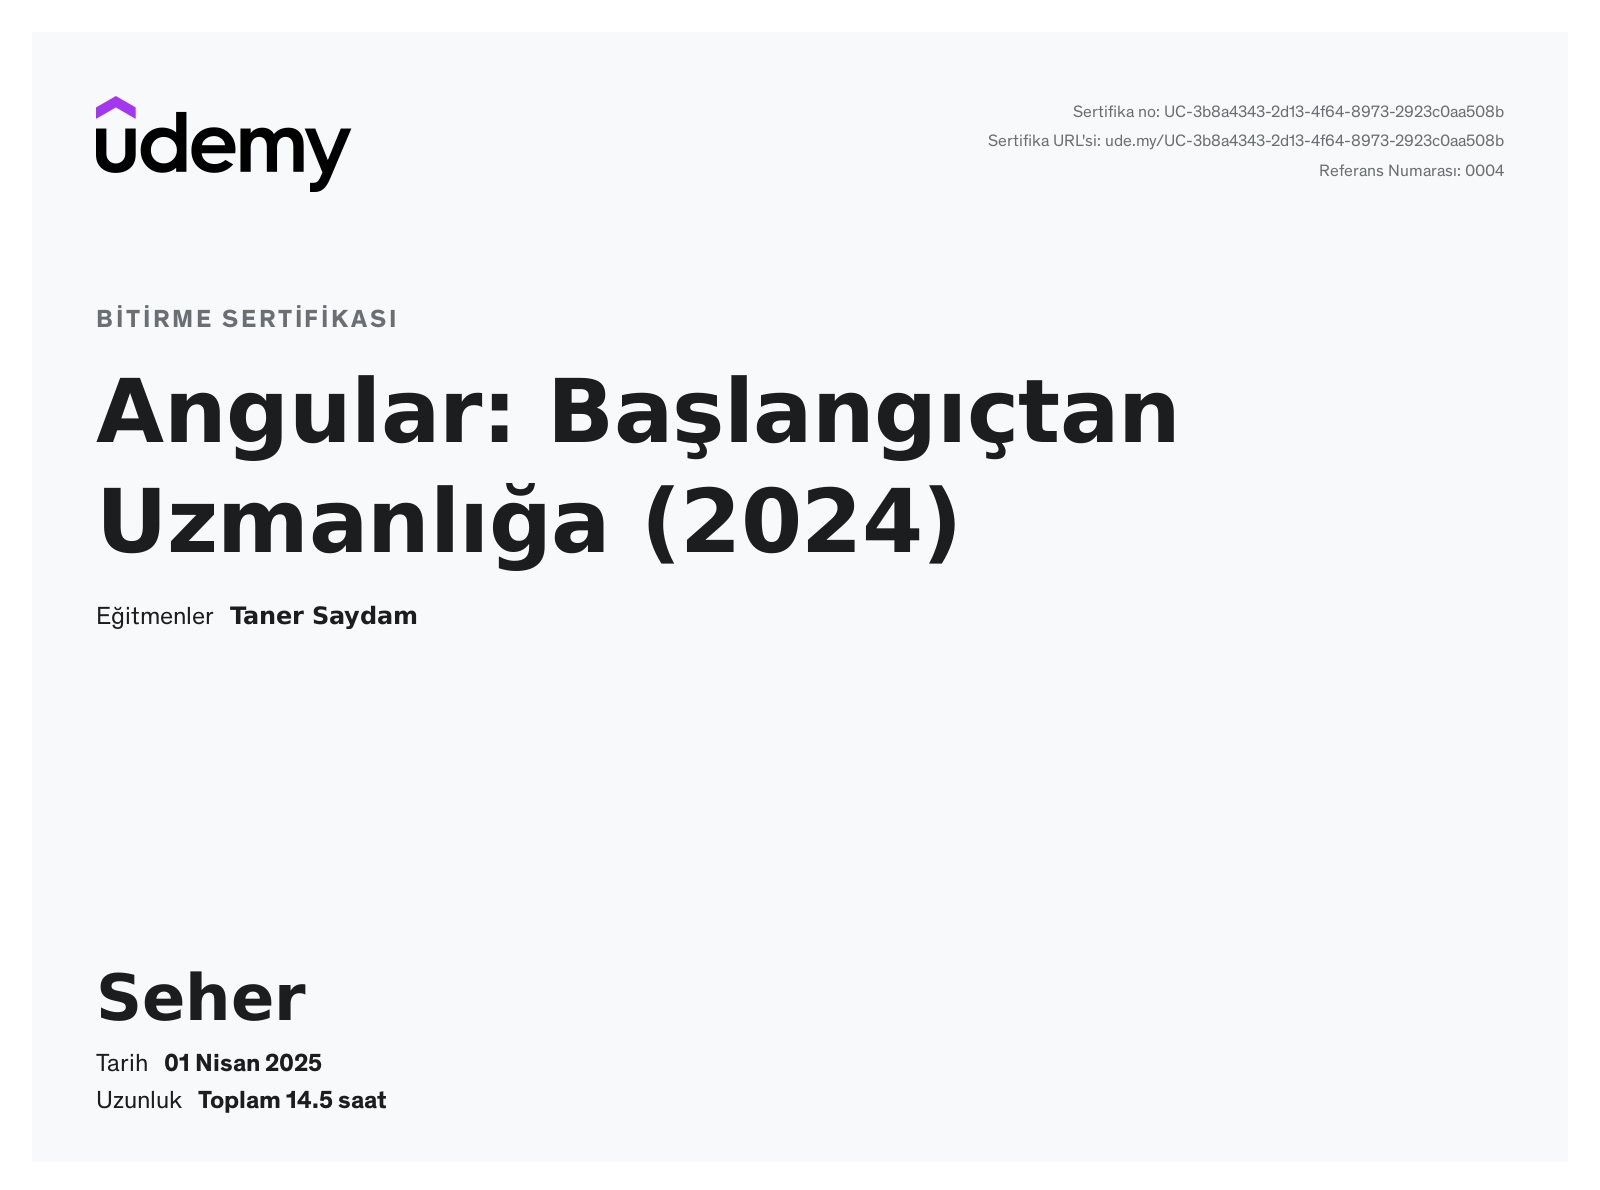 udemy
Sertifika no: UC-3b8a4343-2d13-4f64-8973-2923c0aa508b
Sertifika URL'si: ude.my/UC-3b8a4343-2d13-4f64-8973-2923c0aa508b
Referans Numarası: 0004
BİTİRME SERTİFİKASI
Angular: Başlangıçtan
Uzmanlığa (2024)
Eğitmenler Taner Saydam
Seher
Tarih 01 Nisan 2025
Uzunluk Toplam 14.5 saat